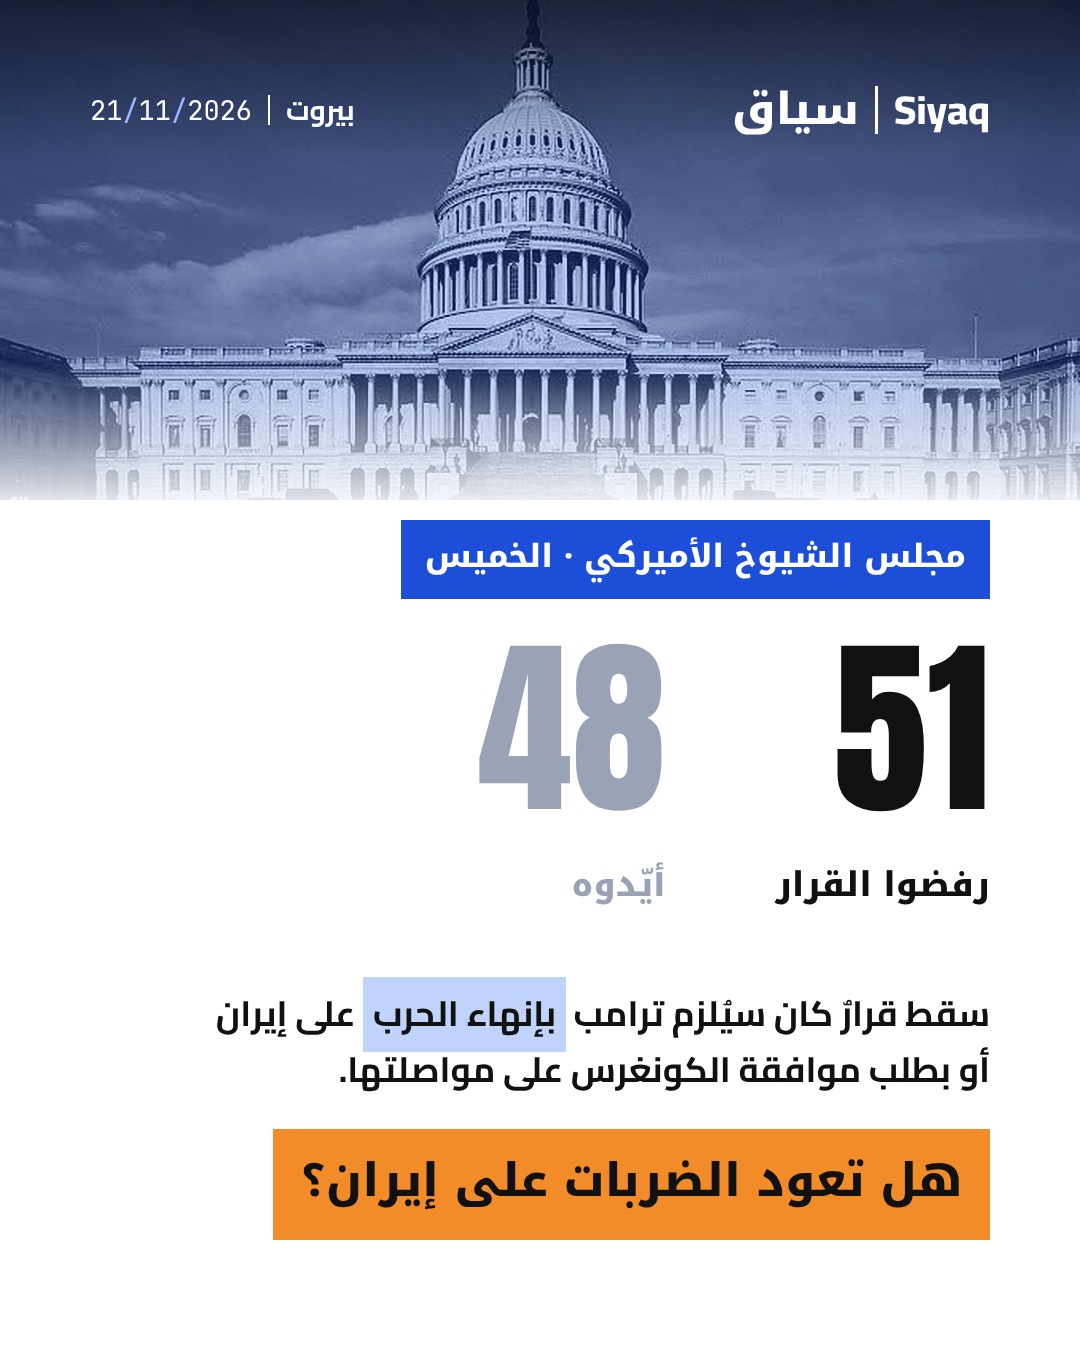 Siyaq | سياق
بيروت | 21/11/2026
مجلس الشيوخ الأميركي · الخميس
51
رفضوا القرار
48
أيّدوه
سقط قرارٌ كان سيُلزم ترامب بإنهاء الحرب على إيران
أو بطلب موافقة الكونغرس على مواصلتها.
هل تعود الضربات على إيران؟